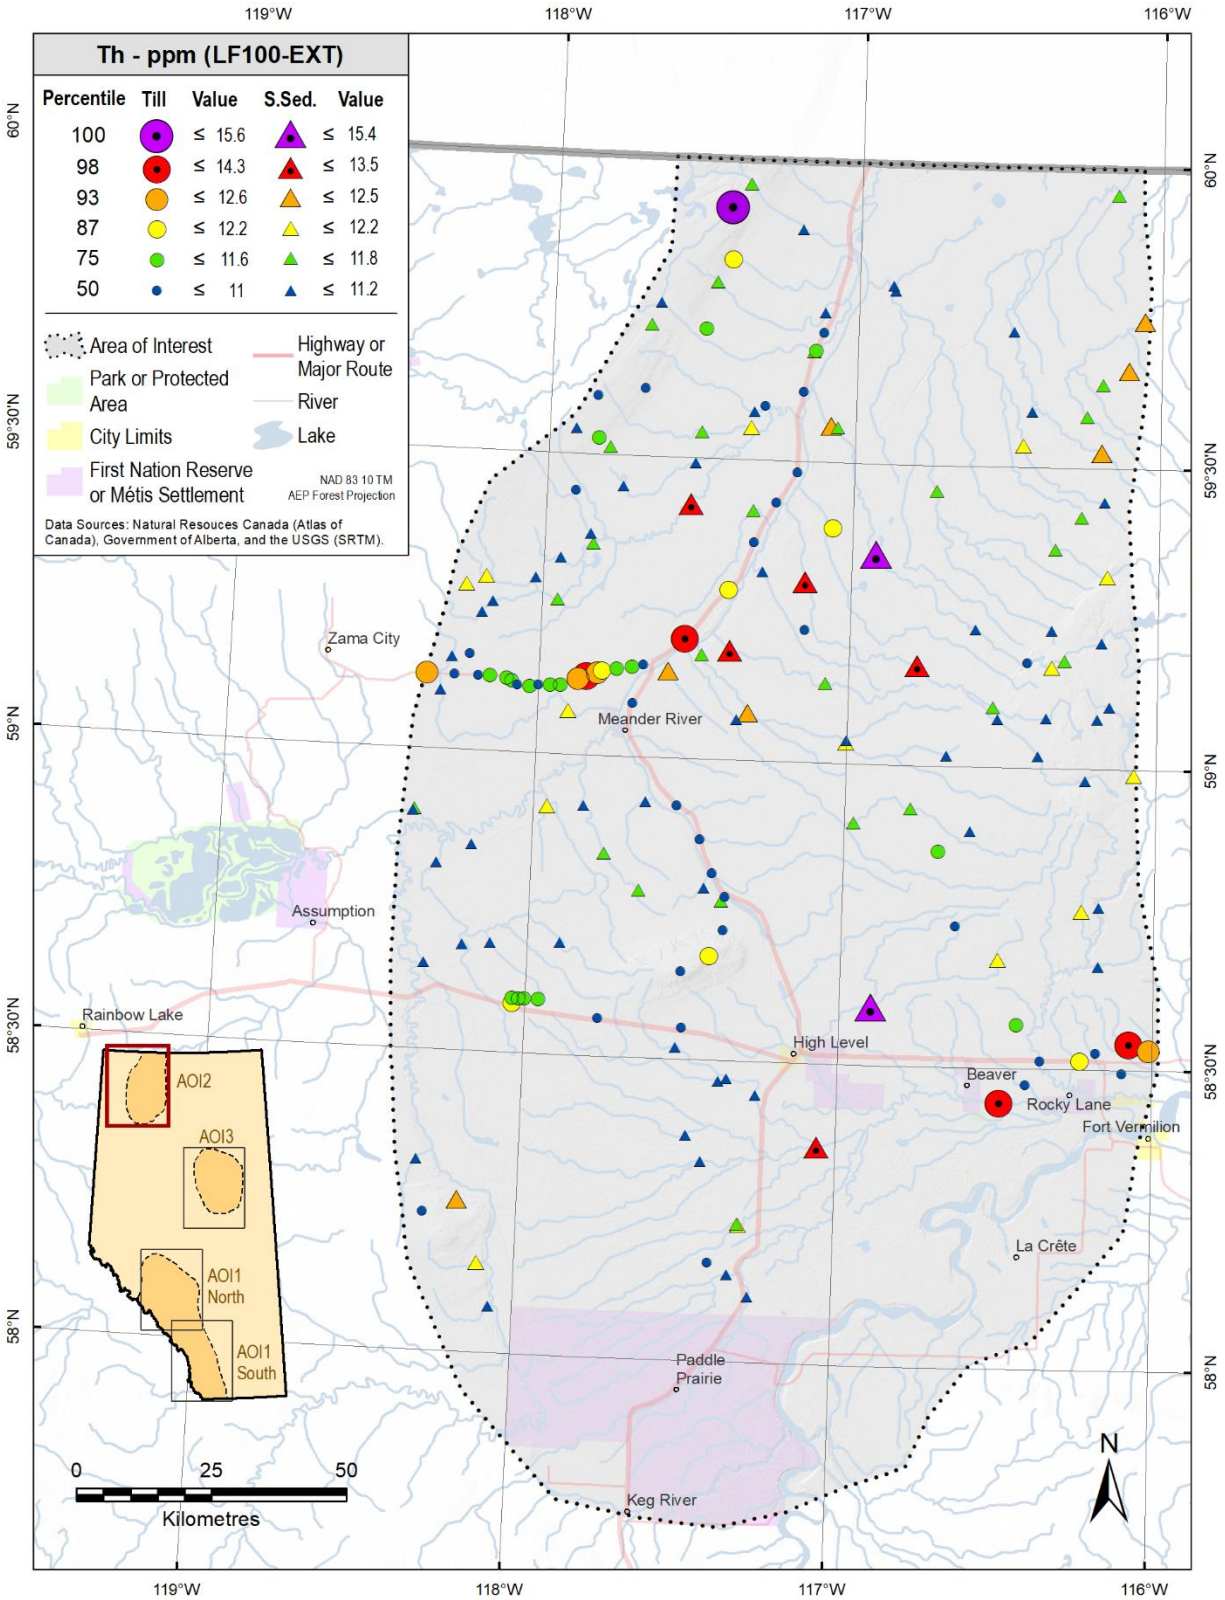 119°W 118°W 117°W 116°W
Th - ppm (LF100-EXT)
Percentile Till Value S.Sed. Value
100 ≤ 15.6 ≤ 15.4
98 ≤ 14.3 ≤ 13.5
93 ≤ 12.6 ≤ 12.5
87 ≤ 12.2 ≤ 12.2
75 ≤ 11.6 ≤ 11.8
50 ≤ 11 ≤ 11.2
Area of Interest
Park or Protected
Area
City Limits
First Nation Reserve
or Métis Settlement
Highway or
Major Route
River
Lake
NAD 83 10 TM
AEP Forest Projection
Data Sources: Natural Resouces Canada (Atlas of
Canada), Government of Alberta, and the USGS (SRTM).
60°N
60°N
59°30'N
59°30'N
Zama City
Meander River
59°N
59°N
Assumption
Rainbow Lake
58°30'N
High Level
58°30'N
Beaver
Rocky Lane
Fort Vermilion
La Crête
58°N
58°N
Paddle
Prairie
Keg River
AOI2
AOI3
AOI1
North
AOI1
South
0 25 50
Kilometres
N
119°W 118°W 117°W 116°W